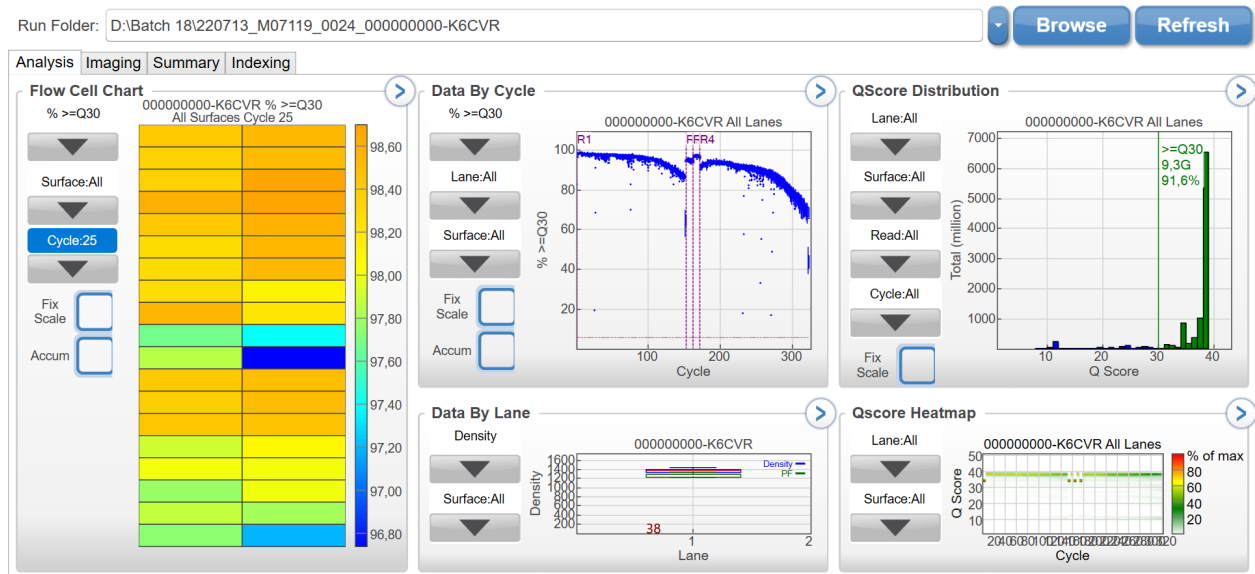 Run Folder: D:\Batch 18\220713_M07119_0024_000000000-K6CVR
Browse
Refresh
Analysis Imaging Summary Indexing
Flow Cell Chart
% >=Q30
Surface:All
Cycle:25
Fix
Scale
Accum
000000000-K6CVR % >=Q30
All Surfaces Cycle 25
98,60
98,40
98,20
98,00
97,80
97,60
97,40
97,20
97,00
96,80
Data By Cycle
% >=Q30
Lane:All
Surface:All
Fix
Scale
Accum
000000000-K6CVR All Lanes
R1
R4
% >=Q30
100
80
60
40
20
100 200 300
Cycle
QScore Distribution
Lane:All
Surface:All
Read:All
Cycle:All
Fix
Scale
000000000-K6CVR All Lanes
>=Q30
9,3G
91,6%
Total (million)
7000
6000
5000
4000
3000
2000
1000
10 20 30 40
Q Score
Data By Lane
Density
Surface:All
000000000-K6CVR
Density
PF
Density
1600
1400
1200
1000
800
600
400
200
38
1 2
Lane
Qscore Heatmap
Lane:All
Surface:All
000000000-K6CVR All Lanes
Q Score
50
40
30
20
10
Cycle
% of max
80
60
40
20